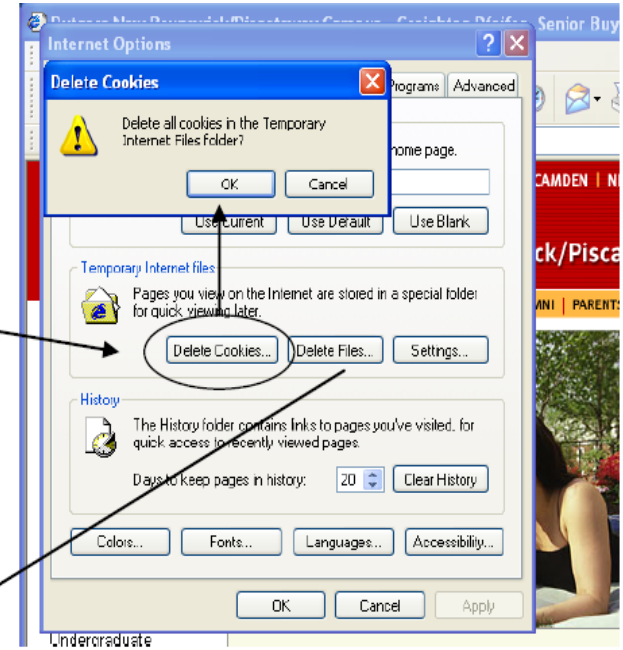 Senior Buy
Internet Options
Delete Cookies
Programs
Advanced
Delete all cookies in the Temporary
Internet Files folder?
home page.
OK
Cancel
CAMDEN | N
Use Current
Use Default
Use Blank
ck/Pisca
Temporary Internet files
MNI | PARENTS
Pages you view on the Internet are stored in a special folder
for quick viewing later.
Delete Cookies...
Delete Files...
Settings...
History
The History folder contains links to pages you've visited, for
quick access to recently viewed pages.
Days to keep pages in history:
20
Clear History
Colors...
Fonts...
Languages...
Accessibility...
OK
Cancel
Apply
Undergraduate